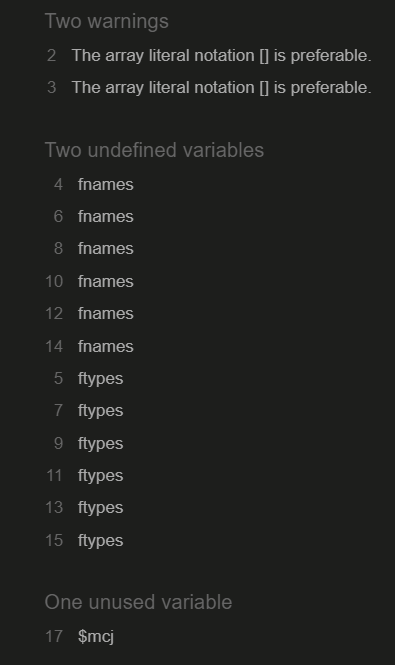 Two warnings
2 The array literal notation [] is preferable.
3 The array literal notation [] is preferable.
Two undefined variables
4 fnames
6 fnames
8 fnames
10 fnames
12 fnames
14 fnames
5 ftypes
7 ftypes
9 ftypes
11 ftypes
13 ftypes
15 ftypes
One unused variable
17 $mcj